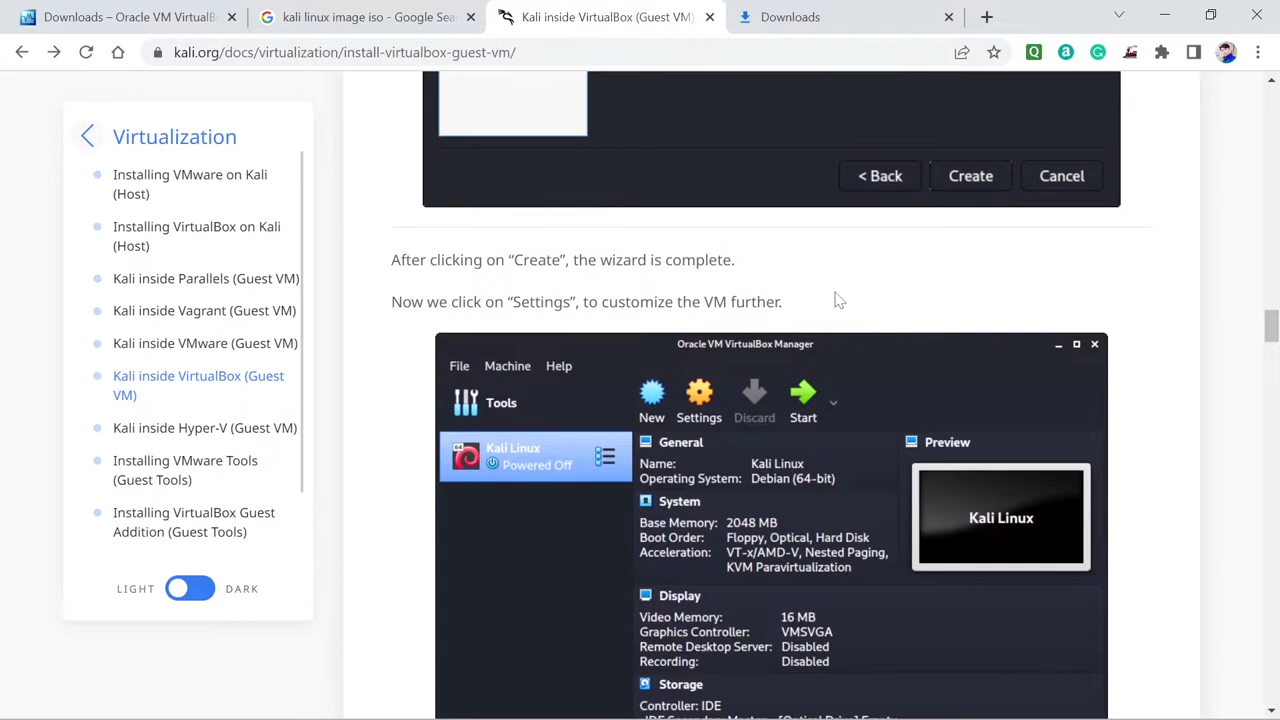 Downloads – Oracle VM VirtualB
kali linux image iso - Google Sea
Kali inside VirtualBox (Guest VM)
Downloads
kali.org/docs/virtualization/install-virtualbox-guest-vm/
Virtualization
Installing VMware on Kali
(Host)
Installing VirtualBox on Kali
(Host)
Kali inside Parallels (Guest VM)
Kali inside Vagrant (Guest VM)
Kali inside VMware (Guest VM)
Kali inside VirtualBox (Guest
VM)
Kali inside Hyper-V (Guest VM)
Installing VMware Tools
(Guest Tools)
Installing VirtualBox Guest
Addition (Guest Tools)
LIGHT DARK
< Back Create Cancel
After clicking on “Create”, the wizard is complete.
Now we click on “Settings”, to customize the VM further.
Oracle VM VirtualBox Manager
File Machine Help
Tools
New Settings Discard Start
Kali Linux
Powered Off
General
Name: Kali Linux
Operating System: Debian (64-bit)
System
Base Memory: 2048 MB
Boot Order: Floppy, Optical, Hard Disk
Acceleration: VT-x/AMD-V, Nested Paging,
KVM Paravirtualization
Display
Video Memory: 16 MB
Graphics Controller: VMSVGA
Remote Desktop Server: Disabled
Recording: Disabled
Storage
Controller: IDE
Preview
Kali Linux